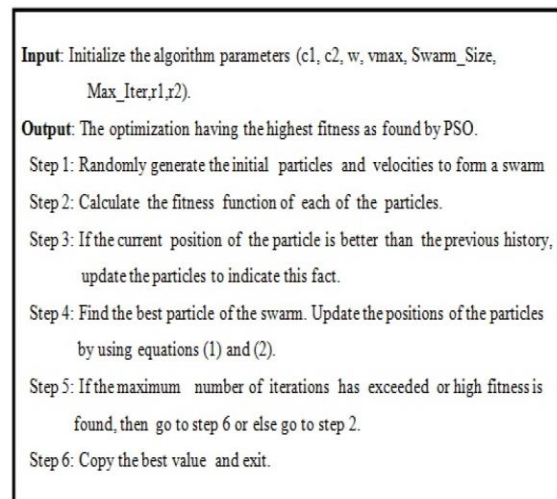 Input: Initialize the algorithm parameters (c1, c2, w, vmax, Swarm_Size,
Max_Iter,r1,r2).
Output: The optimization having the highest fitness as found by PSO.
Step 1: Randomly generate the initial particles and velocities to form a swarm
Step 2: Calculate the fitness function of each of the particles.
Step 3: If the current position of the particle is better than the previous history,
update the particles to indicate this fact.
Step 4: Find the best particle of the swarm. Update the positions of the particles
by using equations (1) and (2).
Step 5: If the maximum number of iterations has exceeded or high fitness is
found, then go to step 6 or else go to step 2.
Step 6: Copy the best value and exit.